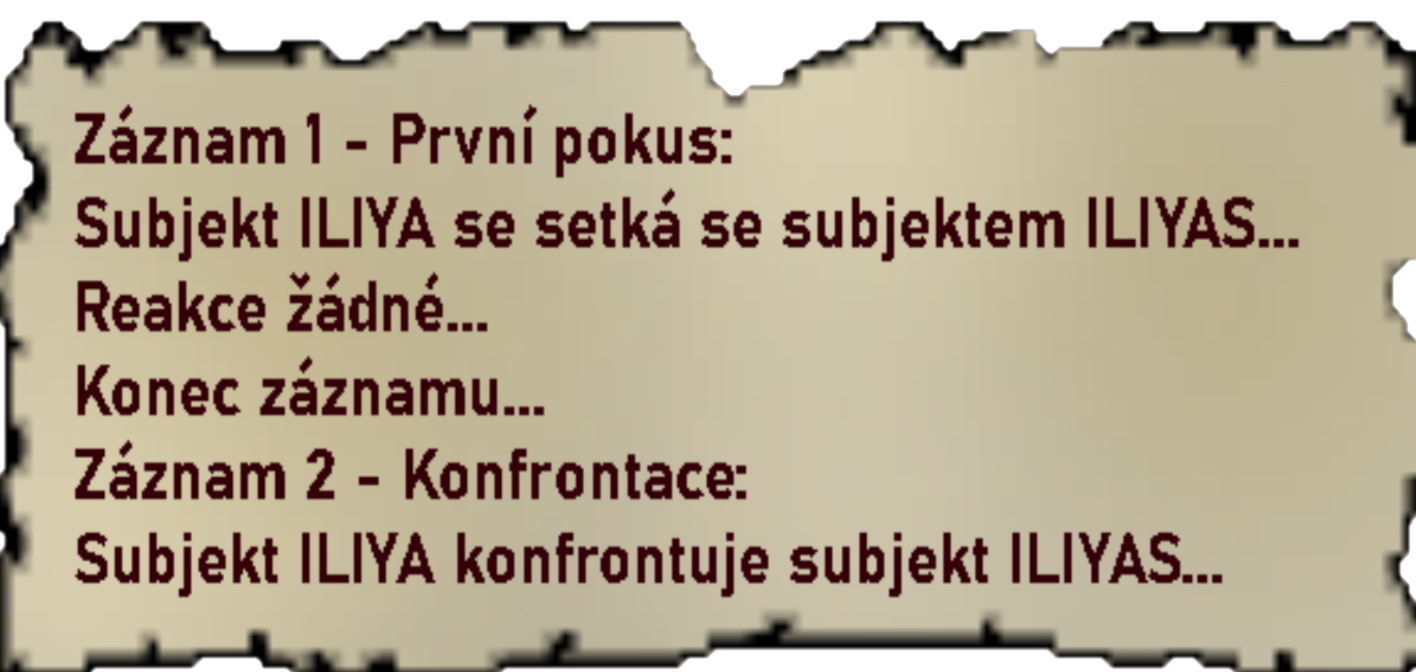 Záznam 1 - První pokus:
Subjekt ILIYA se setká se subjektem ILIYAS...
Reakce žádné...
Konec záznamu...
Záznam 2 - Konfrontace:
Subjekt ILIYA konfrontuje subjekt ILIYAS...